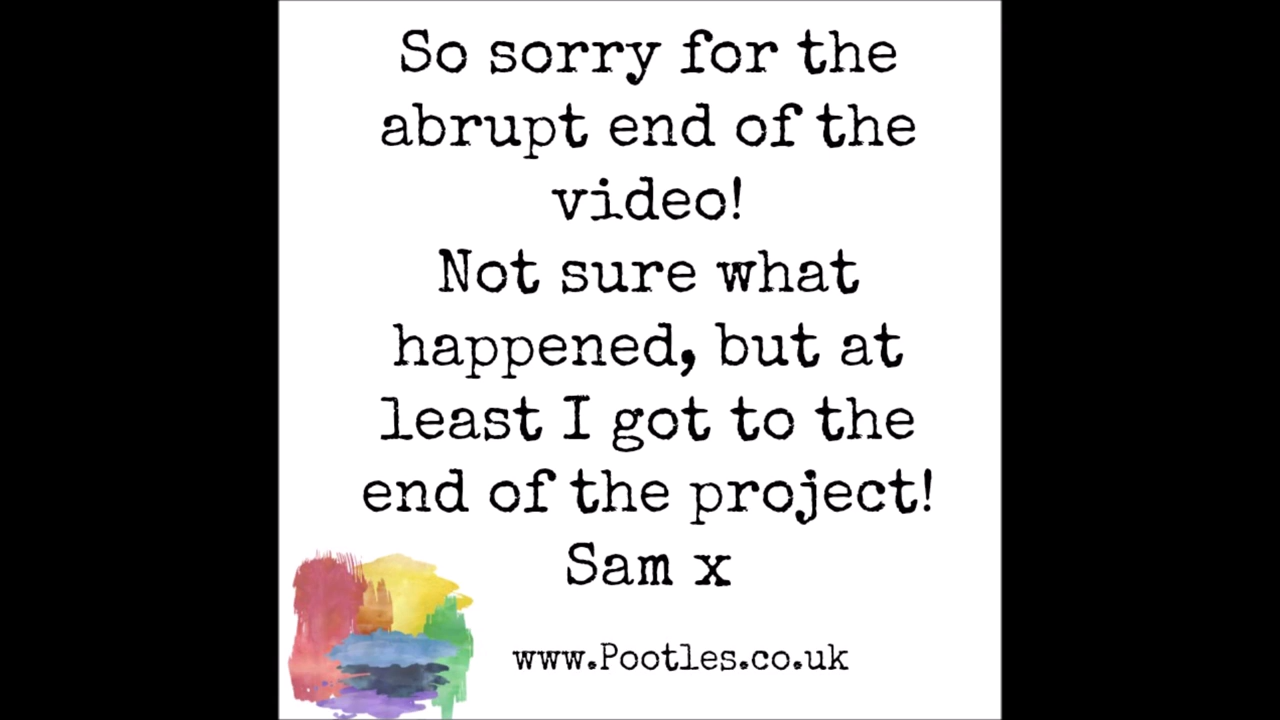 So sorry for the
abrupt end of the
video!
Not sure what
happened, but at
least I got to the
end of the project!
Sam x
www.Pootles.co.uk